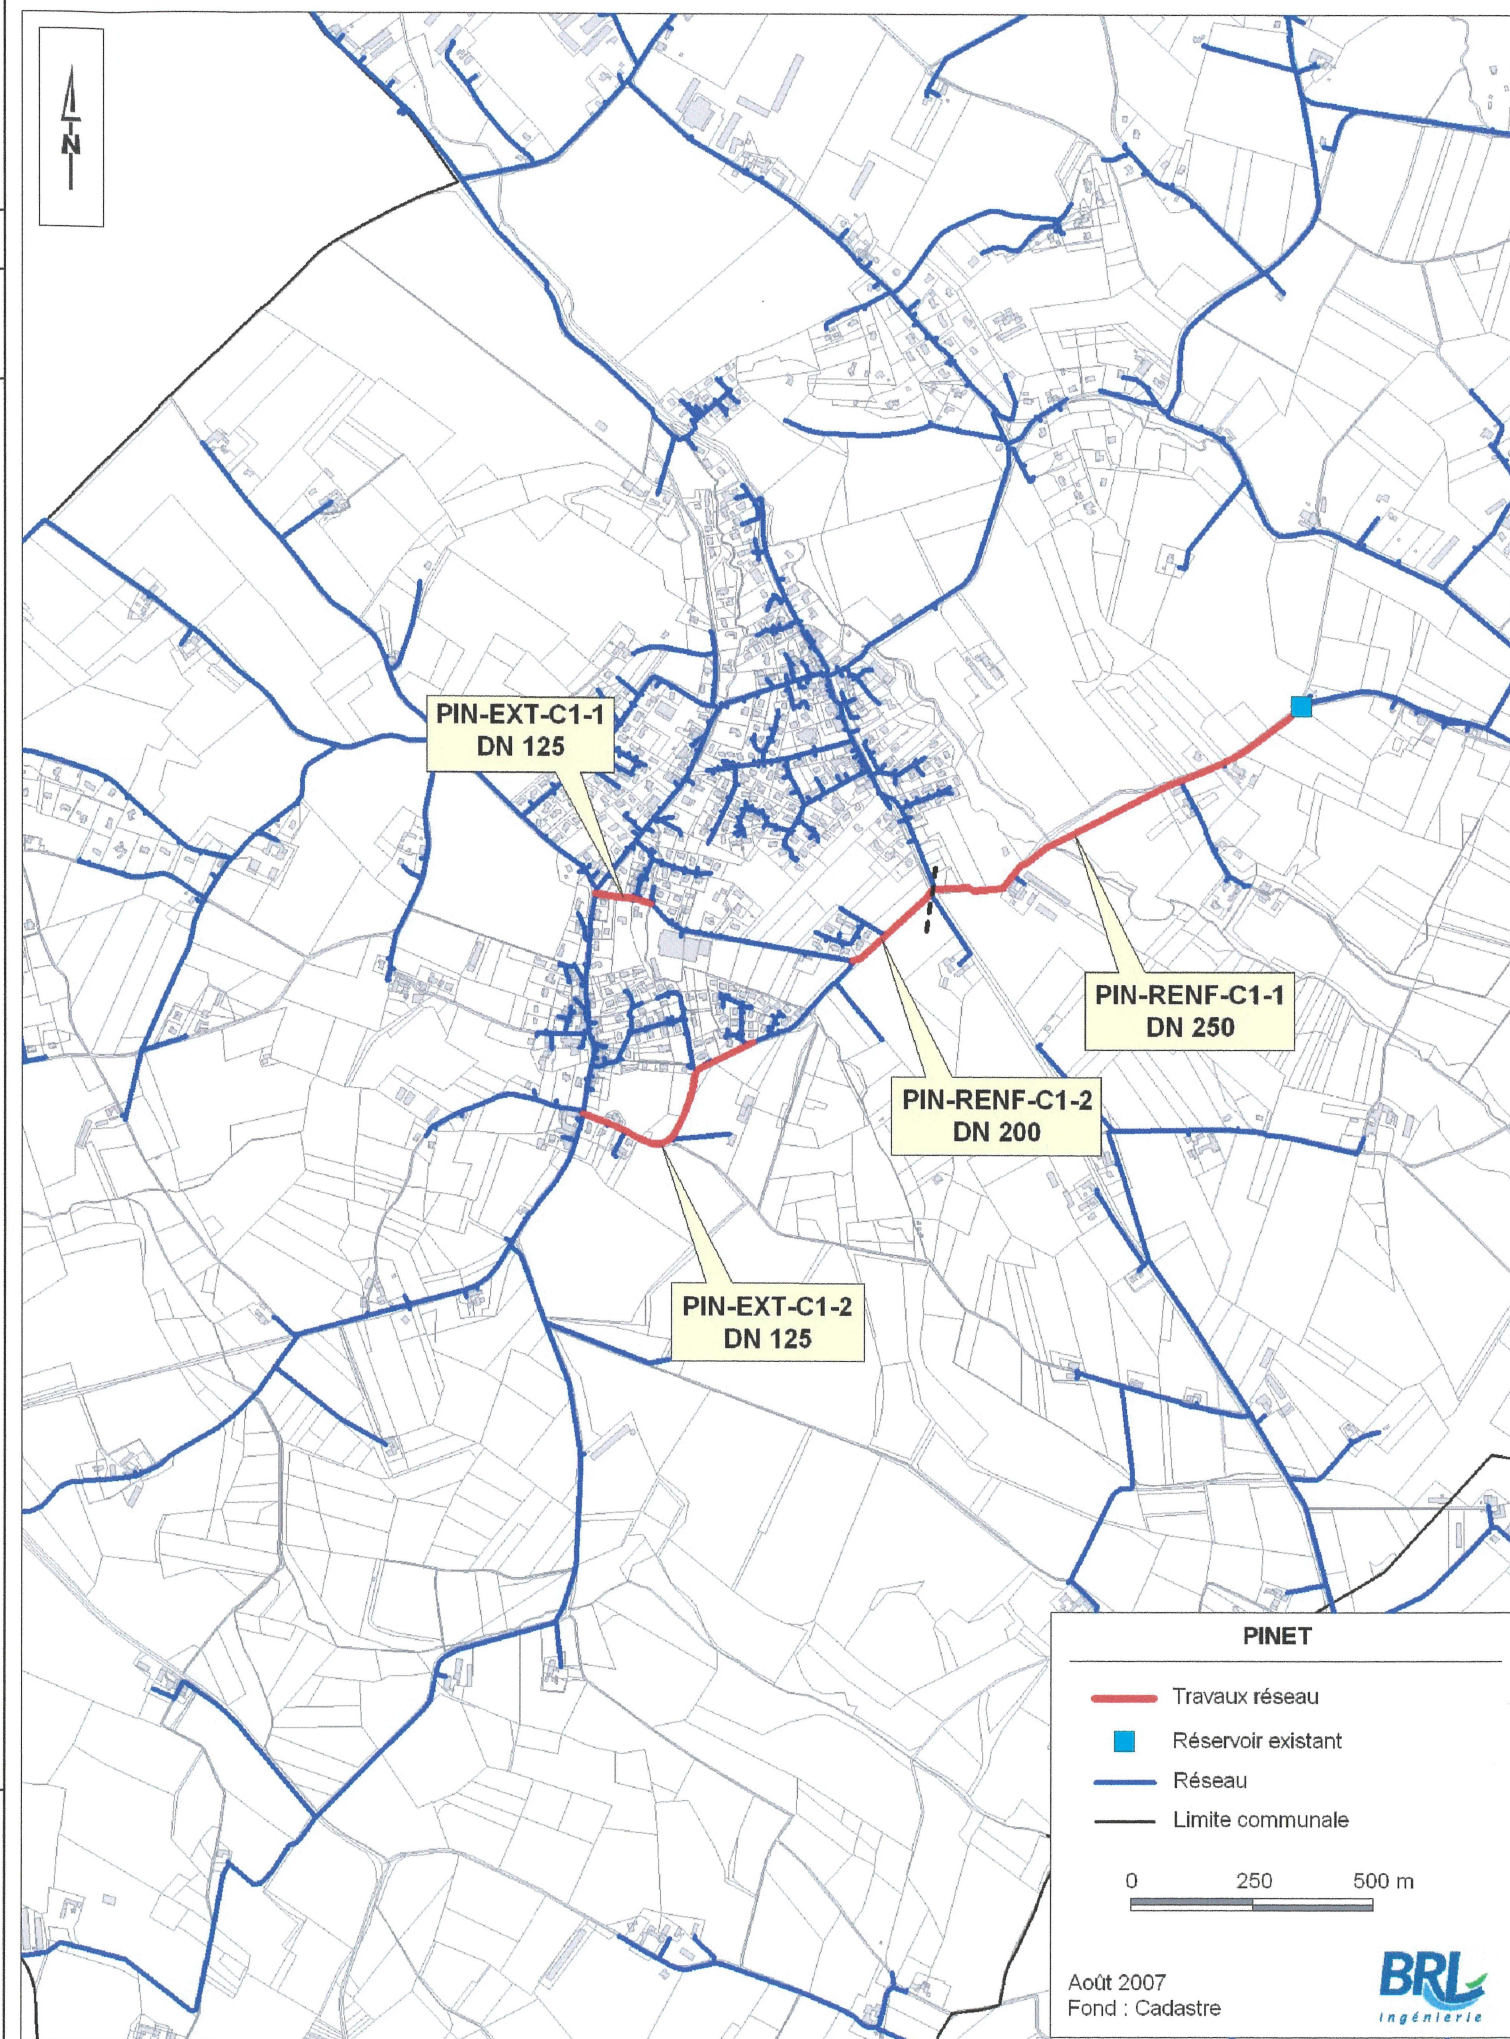 N
PIN-EXT-C1-1
DN 125
PIN-RENF-C1-1
DN 250
PIN-RENF-C1-2
DN 200
PIN-EXT-C1-2
DN 125
PINET
Travaux réseau
Réservoir existant
Réseau
Limite communale
0 250 500 m
Août 2007
Fond : Cadastre
BRL
Ingénierie